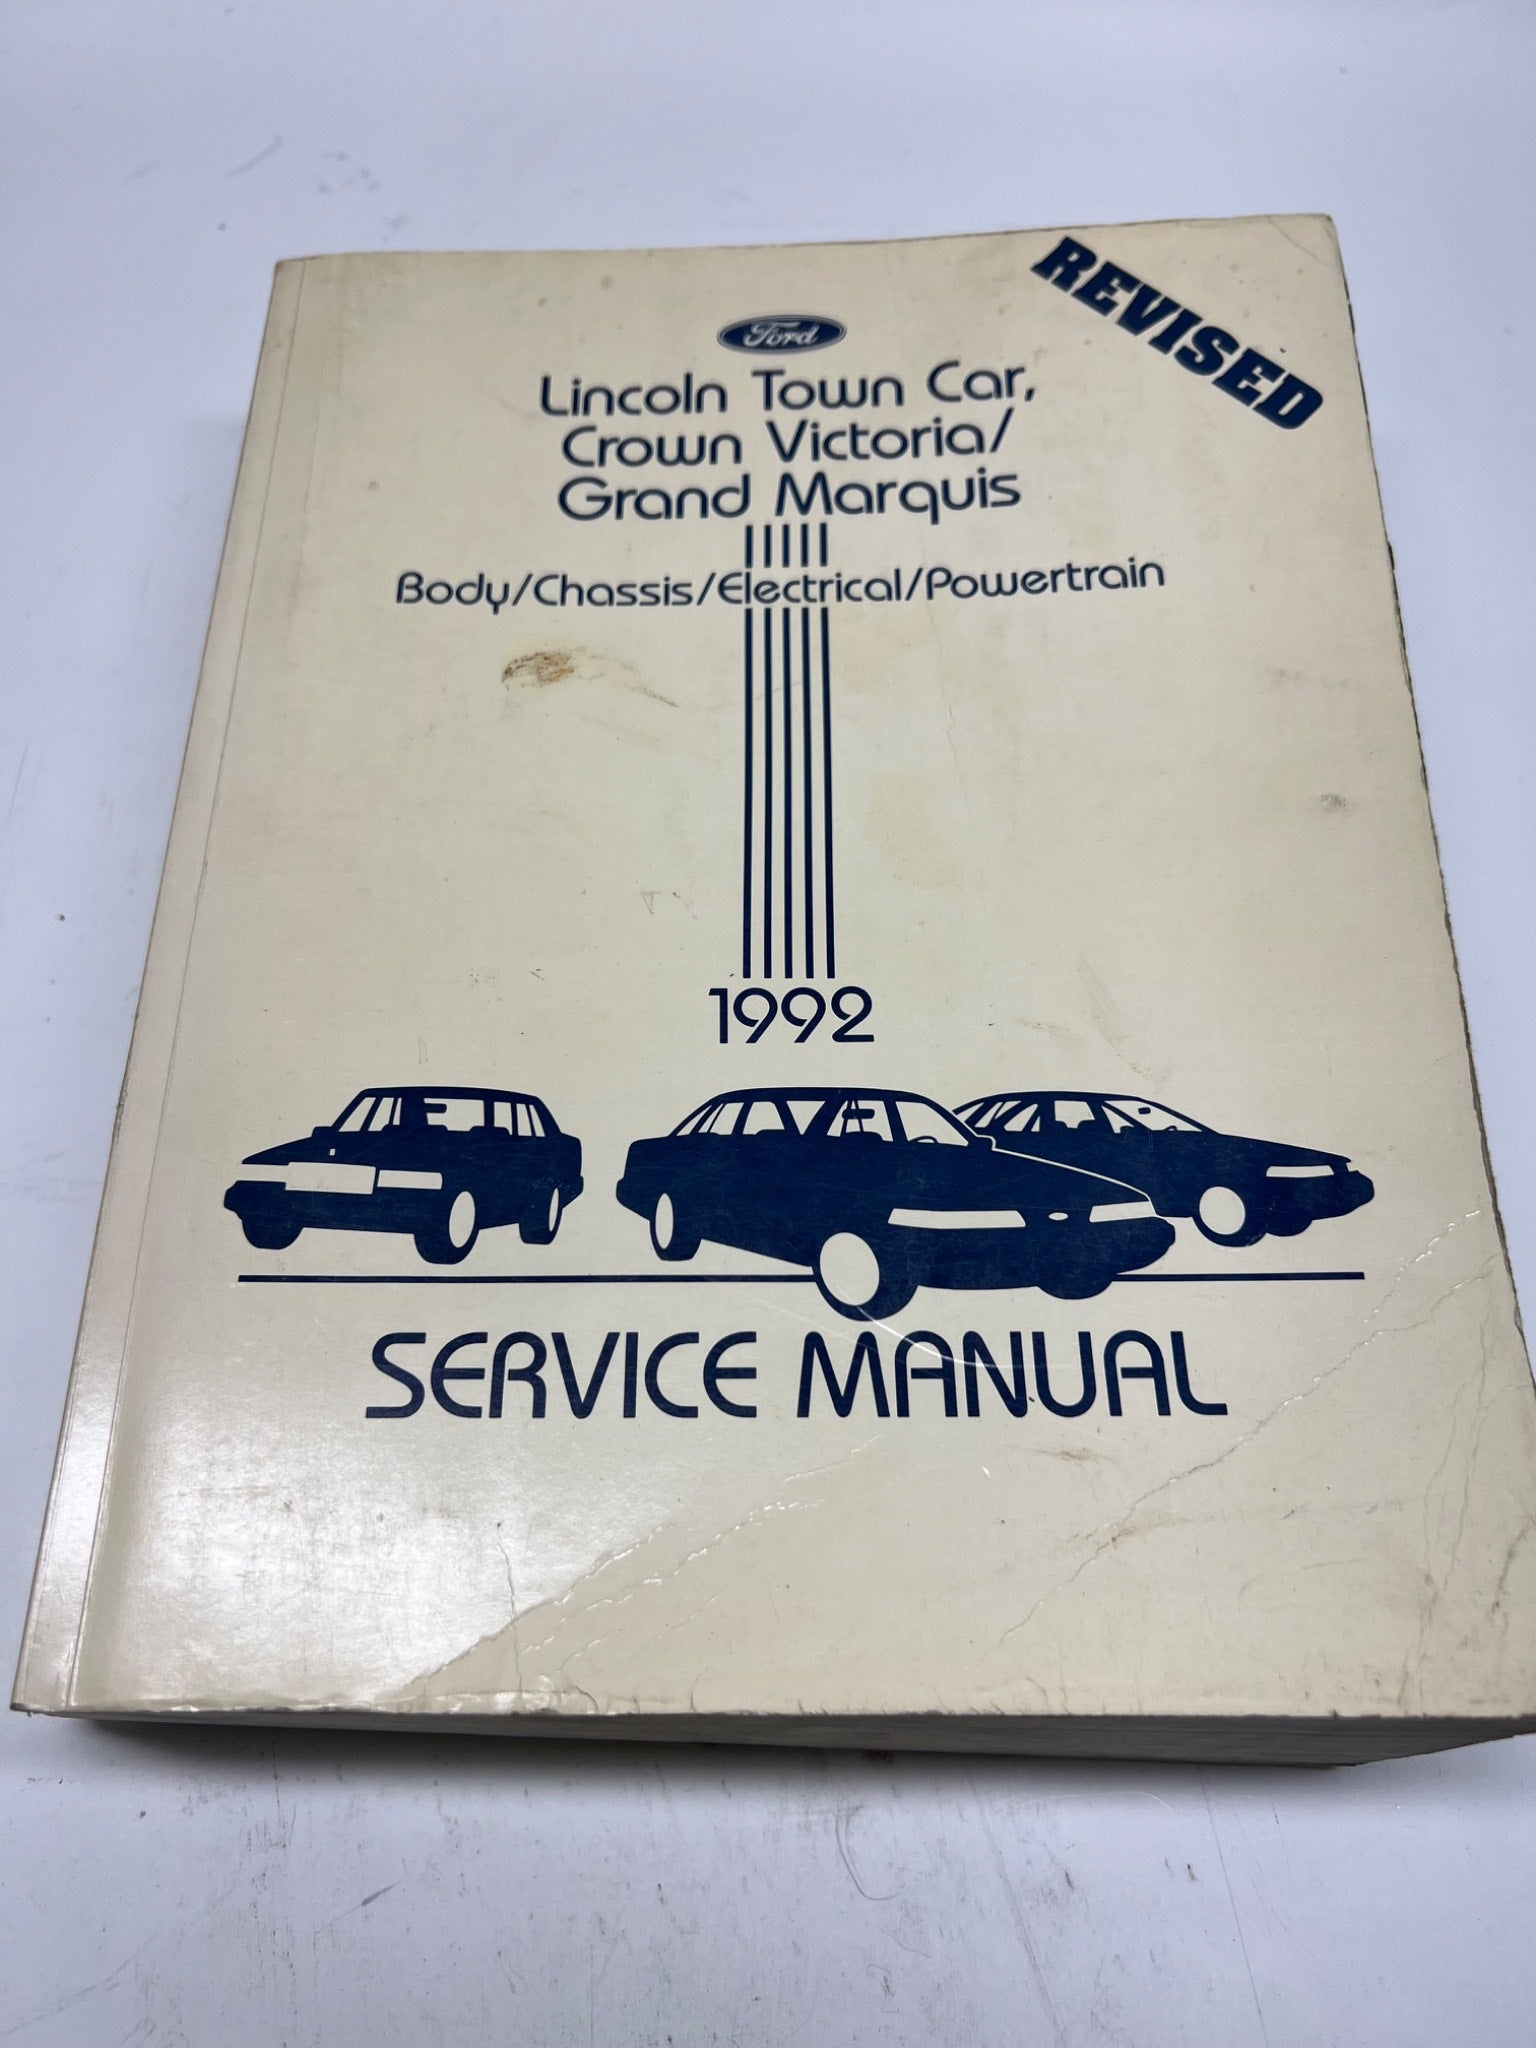 REVISED
Ford
Lincoln Town Car,
Crown Victoria/
Grand Marquis
Body/Chassis/Electrical/Powertrain
1992
SERVICE MANUAL